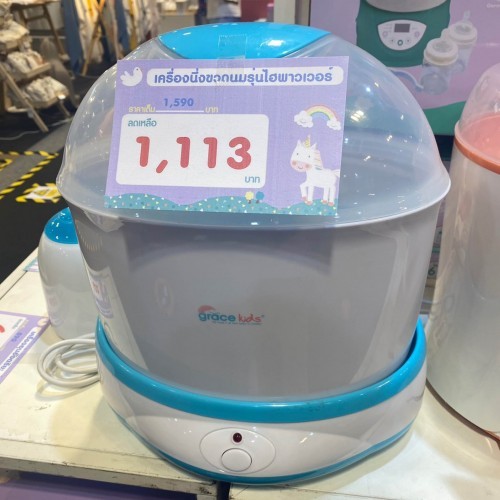 เครื่องนึ่งขวดนมรุ่นไฮพาวเวอร์
ราคาเต็ม 1,590 บาท
ลดเหลือ
1,113
บาท
grace kids